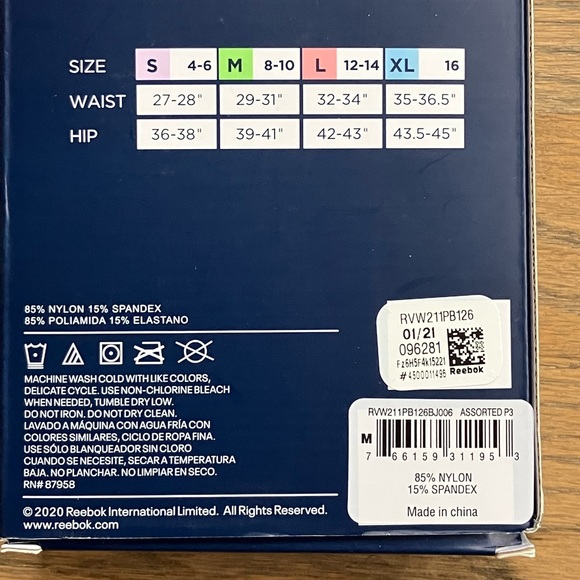 SIZE S 4-6 M 8-10 L 12-14 XL 16
WAIST 27-28" 29-31" 32-34" 35-36.5"
HIP 36-38" 39-41" 42-43" 43.5-45"
85% NYLON 15% SPANDEX
85% POLIAMIDA 15% ELASTANO
MACHINE WASH COLD WITH LIKE COLORS,
DELICATE CYCLE. USE NON-CHLORINE BLEACH
WHEN NEEDED, TUMBLE DRY LOW.
DO NOT IRON. DO NOT DRY CLEAN.
LAVADO A MÁQUINA CON AGUA FRÍA CON
COLORES SIMILARES, CICLO DE ROPA FINA.
USE SÓLO BLANQUEADOR SIN CLORO
CUANDO SE NECESITE, SECAR A TEMPERATURA
BAJA. NO PLANCHAR. NO LIMPIAR EN SECO.
RN# 87958
© 2020 Reebok International Limited. All Rights Reserved.
www.reebok.com
RVW211PB126
01/21
096281
Fz6H5F4k15221
#4500011498
Reebok
RVW211PB126BJ006 ASSORTED P3
M
7 66159 31195 3
85% NYLON
15% SPANDEX
Made in china